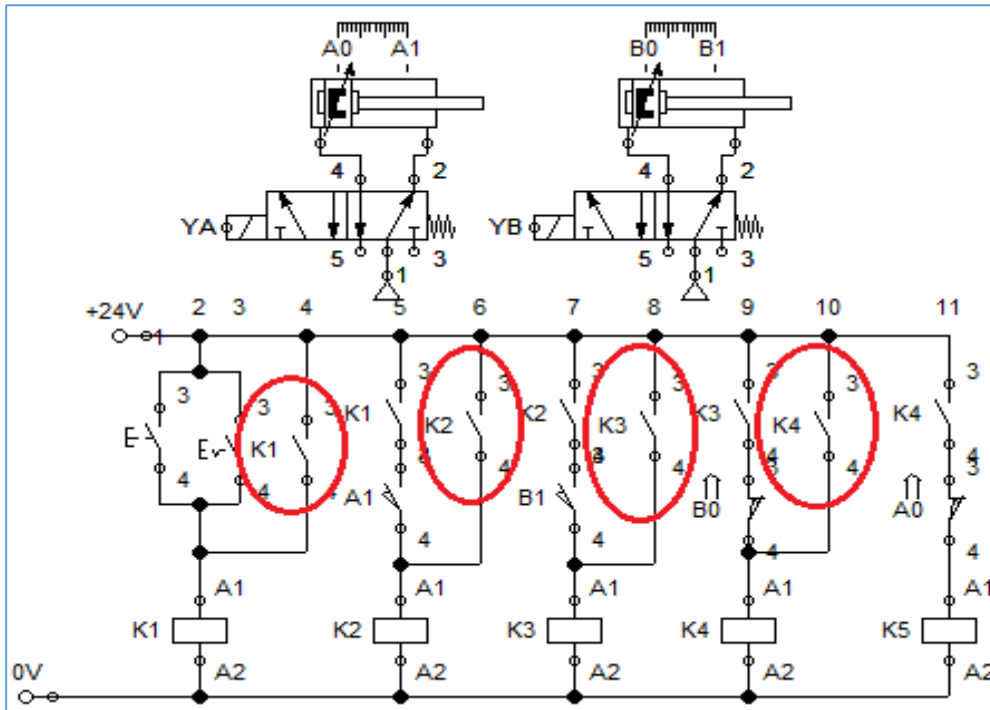 A0 A1 B0 B1
4 2 4 2
YA YB
5 3 5 3
1 1
+24V 2 3 4 5 6 7 8 9 10 11
1
3 3 3 3 3 3 3
3 3 K1 K2 K3 K4
E E K1 K2 K3 K4
4 4 4 4 4 4 4 4
3 3 3 3
A1 B1 B0 A0
4 4 4 4 4
A1 A1 A1 A1 A1
K1 K2 K3 K4 K5
A2 A2 A2 A2 A2
0V